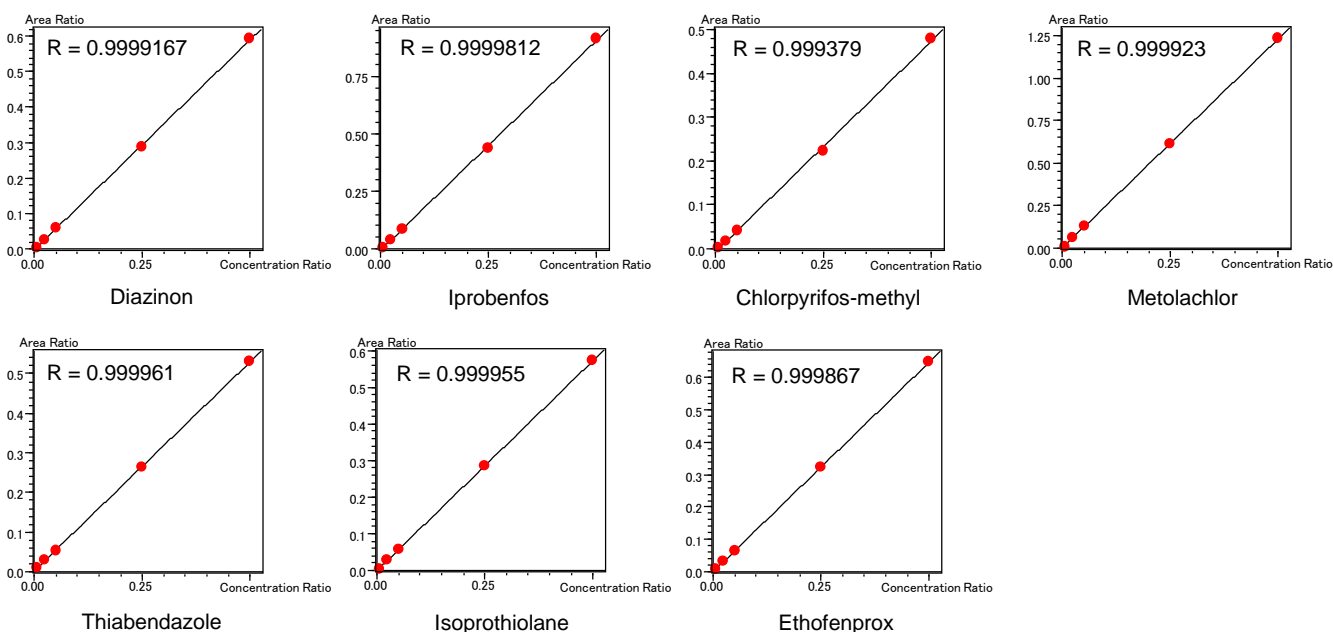 Area Ratio
R = 0.9999167
0.6
0.5
0.4
0.3
0.2
0.1
0.0
0.00 0.25 Concentration Ratio
Diazinon
Area Ratio
R = 0.9999812
0.75
0.50
0.25
0.00
0.00 0.25 Concentration Ratio
Iprobenfos
Area Ratio
R = 0.999379
0.5
0.4
0.3
0.2
0.1
0.0
0.00 0.25 Concentration Ratio
Chlorpyrifos-methyl
Area Ratio
R = 0.999923
1.25
1.00
0.75
0.50
0.25
0.00
0.00 0.25 Concentration Ratio
Metolachlor
Area Ratio
R = 0.999961
0.5
0.4
0.3
0.2
0.1
0.0
0.00 0.25 Concentration Ratio
Thiabendazole
Area Ratio
R = 0.999955
0.6
0.5
0.4
0.3
0.2
0.1
0.0
0.00 0.25 Concentration Ratio
Isoprothiolane
Area Ratio
R = 0.999867
0.6
0.5
0.4
0.3
0.2
0.1
0.0
0.00 0.25 Concentration Ratio
Ethofenprox